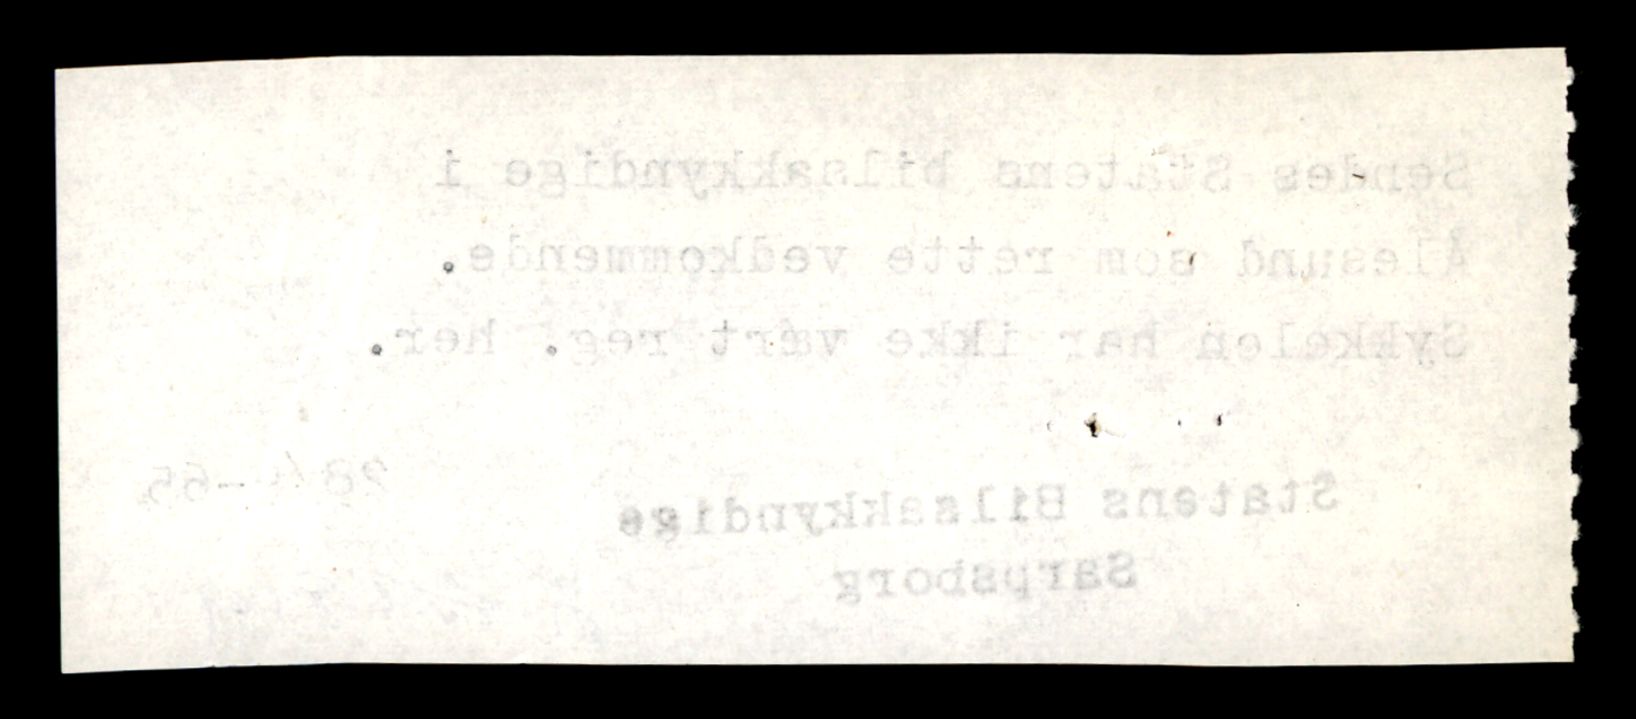 Sendes Statens bilsakkyndige i
Ålesund som rette vedkommende.
Sykkelen har ikke vært reg. her.
Statens Bilsakkyndige
Sarpsborg